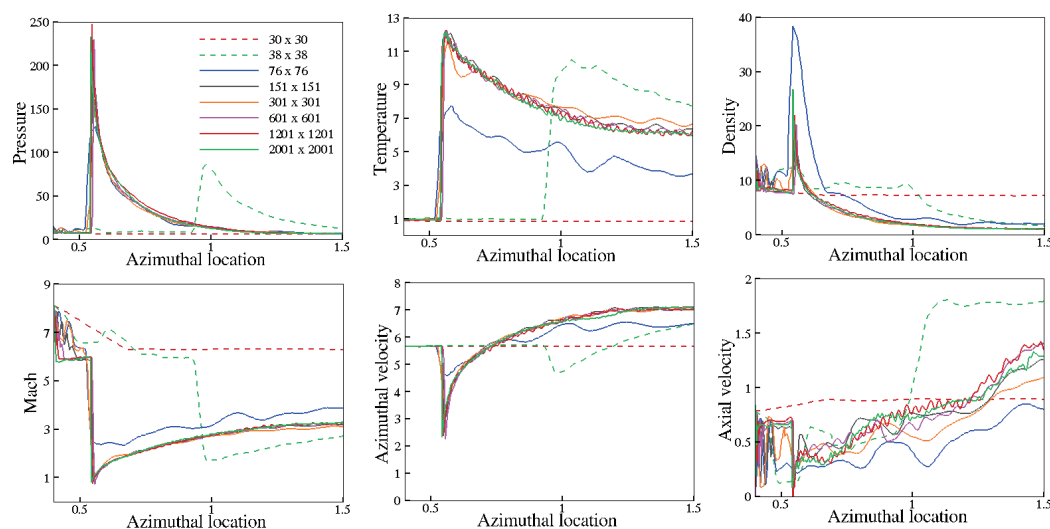 Pressure
250
200
150
100
50
0
0.5
1
1.5
Azimuthal location
30 x 30
38 x 38
76 x 76
151 x 151
301 x 301
601 x 601
1201 x 1201
2001 x 2001
Temperature
13
11
9
7
5
3
1
0.5
1
1.5
Azimuthal location
Density
40
30
20
10
0
0.5
1
1.5
Azimuthal location
Mach
9
7
5
3
1
0.5
1
1.5
Azimuthal location
Azimuthal velocity
8
7
6
5
4
3
2
1
0
0.5
1
1.5
Azimuthal location
Axial velocity
2
1.5
1
0.5
0
0.5
1
1.5
Azimuthal location